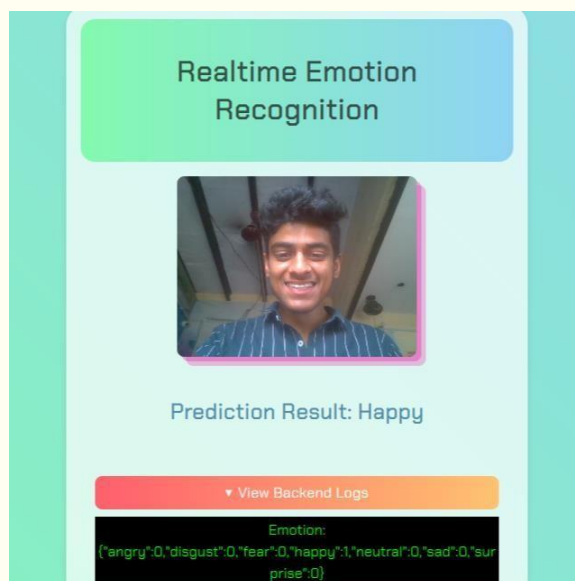 Realtime Emotion
Recognition
Prediction Result: Happy
▾ View Backend Logs
Emotion:
{"angry":0,"disgust":0,"fear":0,"happy":1,"neutral":0,"sad":0,"sur
prise":0}